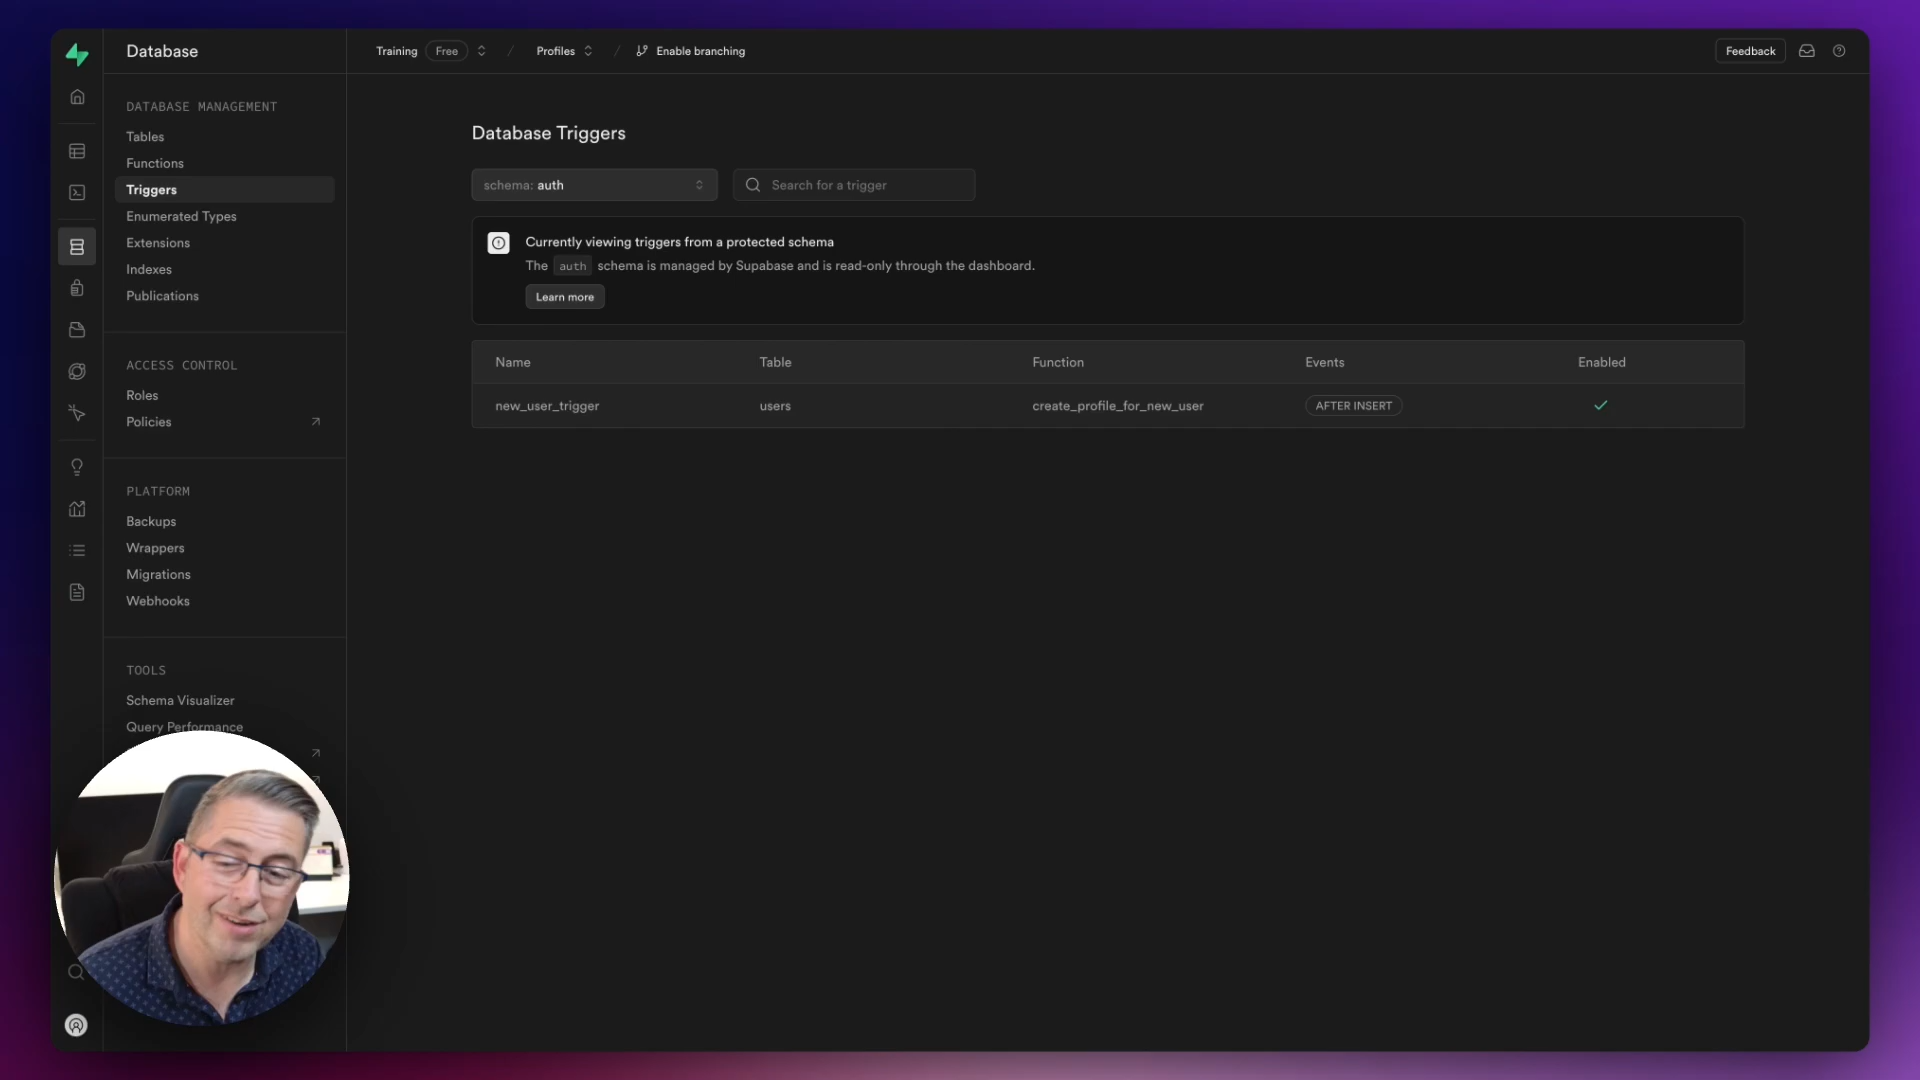 Database
Training Free / Profiles / Enable branching
Feedback
DATABASE MANAGEMENT
Tables
Functions
Triggers
Enumerated Types
Extensions
Indexes
Publications
ACCESS CONTROL
Roles
Policies
PLATFORM
Backups
Wrappers
Migrations
Webhooks
TOOLS
Schema Visualizer
Query Performance
Database Triggers
schema: auth
Search for a trigger
Currently viewing triggers from a protected schema
The auth schema is managed by Supabase and is read-only through the dashboard.
Learn more
Name Table Function Events Enabled
new_user_trigger users create_profile_for_new_user AFTER INSERT